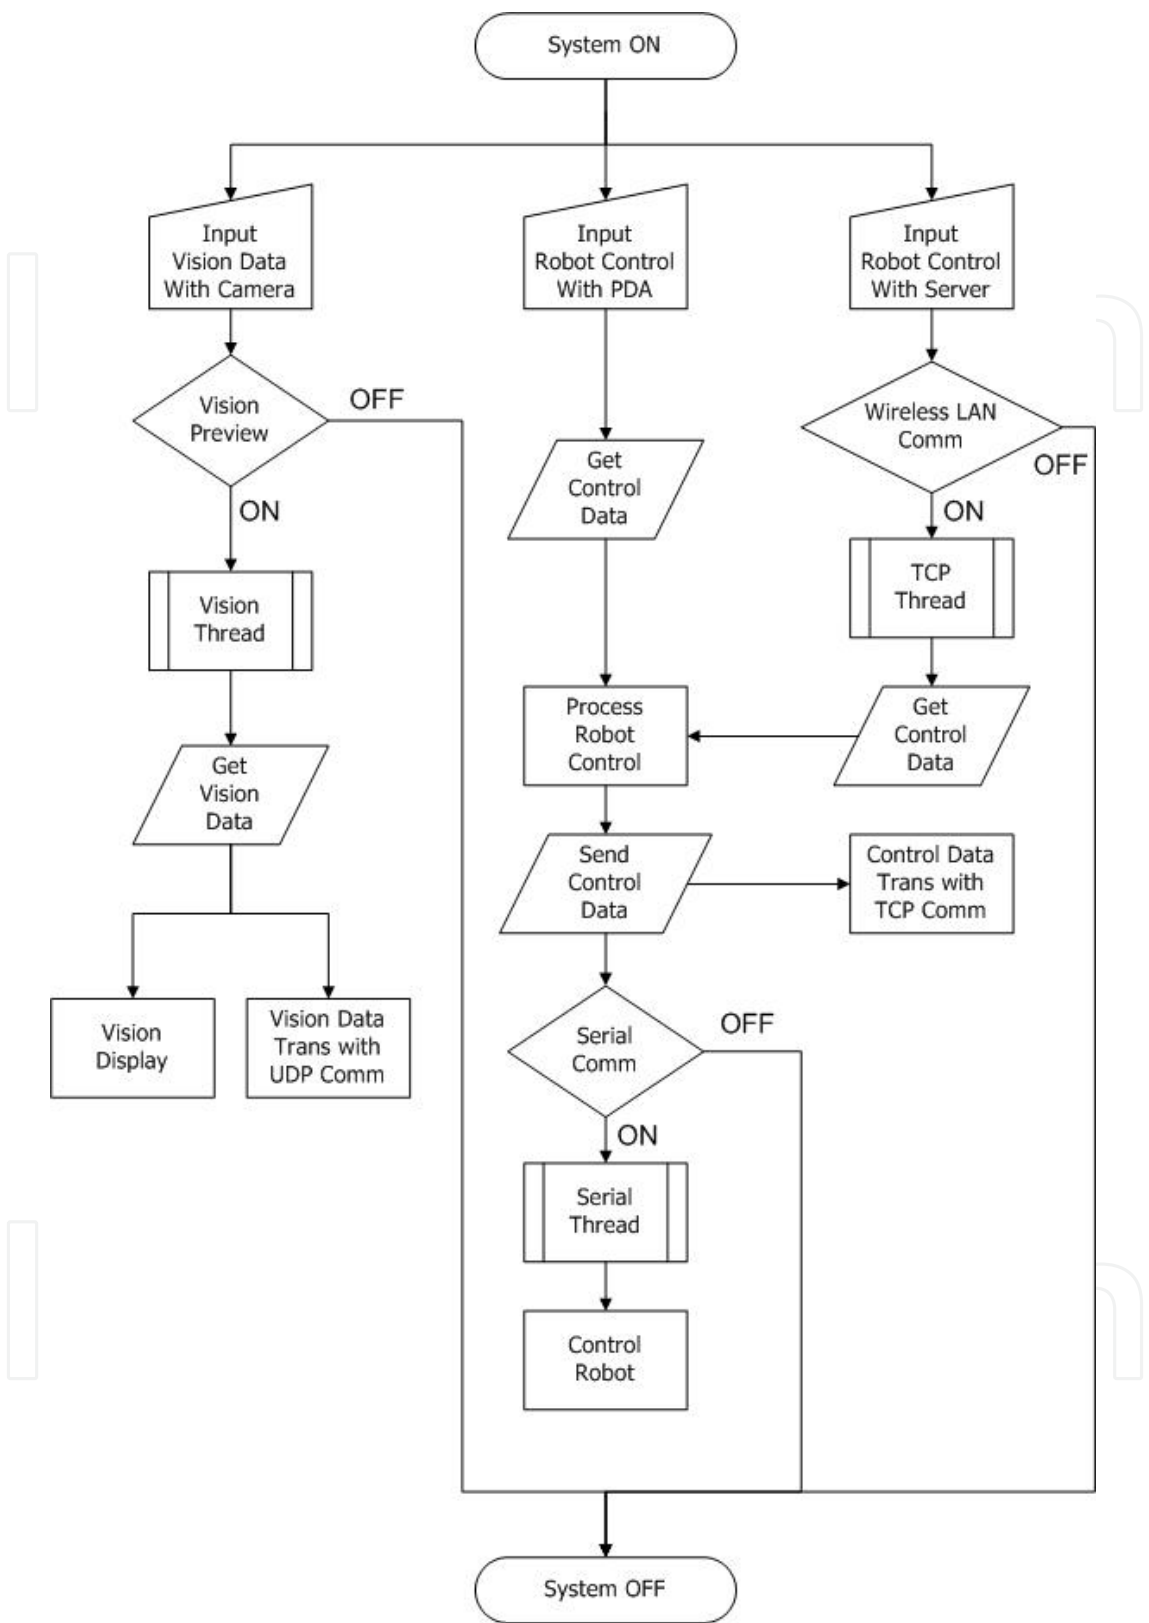 System ON
Input
Vision Data
With Camera
Input
Robot Control
With PDA
Input
Robot Control
With Server
Vision
Preview
OFF
ON
Wireless LAN
Comm
OFF
ON
Get
Control
Data
TCP
Thread
Vision
Thread
Process
Robot
Control
Get
Control
Data
Get
Vision
Data
Send
Control
Data
Control Data
Trans with
TCP Comm
Vision
Display
Vision Data
Trans with
UDP Comm
Serial
Comm
OFF
ON
Serial
Thread
Control
Robot
System OFF